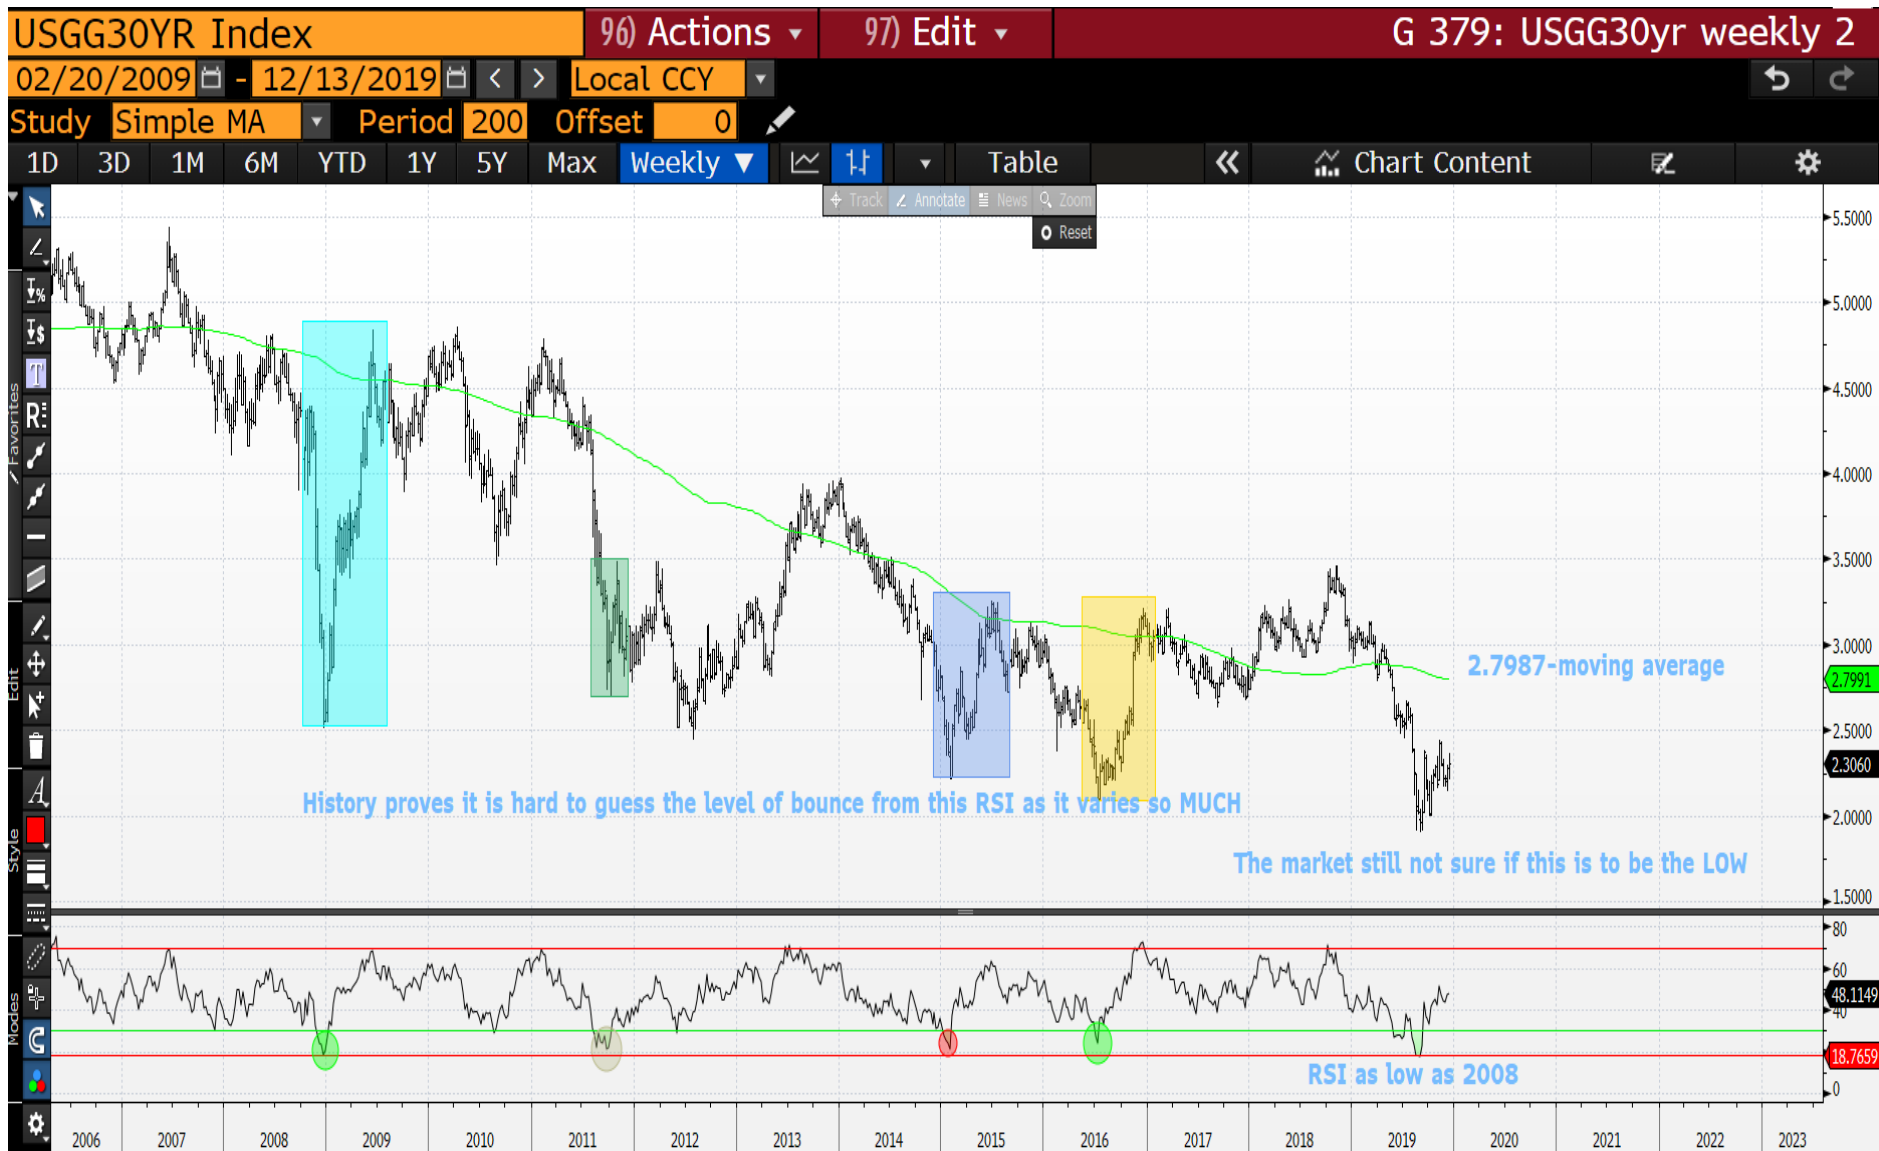 USGG30YR Index 96) Actions 97) Edit G 379: USGG30yr weekly 2
02/20/2009 - 12/13/2019 < > Local CCY
Study Simple MA Period 200 Offset 0
1D 3D 1M 6M YTD 1Y 5Y Max Weekly ▼ Table « Chart Content
Track Annotate News Zoom
Reset
Favorites
Edit
Style
Modes
%
$
T
R
A
5.5000
5.0000
4.5000
4.0000
3.5000
3.0000
2.7991
2.5000
2.3060
2.0000
1.5000
2.7987-moving average
History proves it is hard to guess the level of bounce from this RSI as it varies so MUCH
The market still not sure if this is to be the LOW
80
60
48.1149
40
18.7659
0
RSI as low as 2008
2006 2007 2008 2009 2010 2011 2012 2013 2014 2015 2016 2017 2018 2019 2020 2021 2022 2023